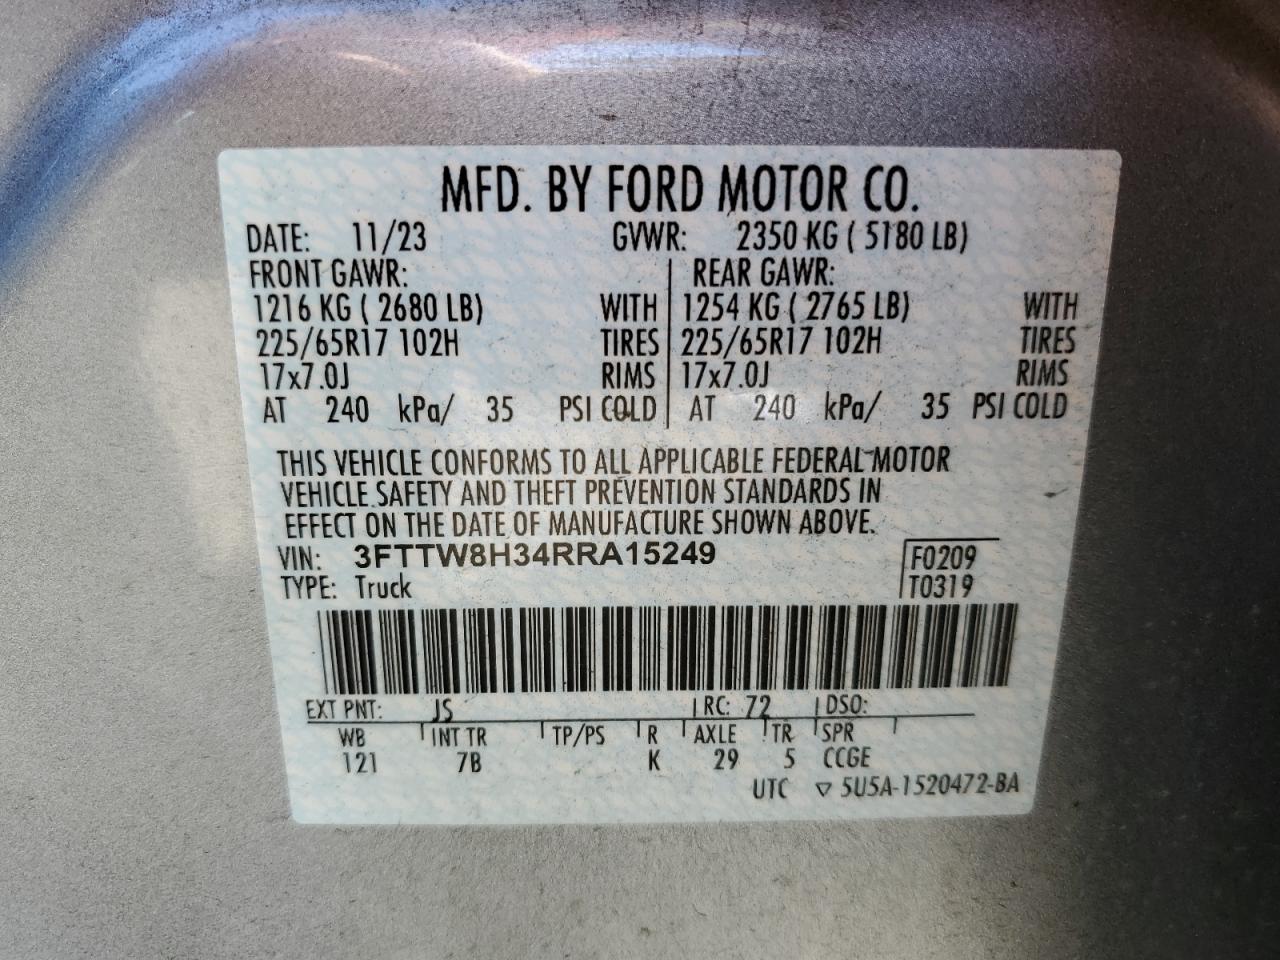 MFD. BY FORD MOTOR CO.
DATE: 11/23 GVWR: 2350 KG ( 5180 LB)
FRONT GAWR: REAR GAWR:
1216 KG ( 2680 LB) WITH 1254 KG ( 2765 LB) WITH
225/65R17 102H TIRES 225/65R17 102H TIRES
17x7.0J RIMS 17x7.0J RIMS
AT 240 kPa/ 35 PSI COLD AT 240 kPa/ 35 PSI COLD
THIS VEHICLE CONFORMS TO ALL APPLICABLE FEDERAL MOTOR
VEHICLE SAFETY AND THEFT PREVENTION STANDARDS IN
EFFECT ON THE DATE OF MANUFACTURE SHOWN ABOVE.
VIN: 3FTTW8H34RRA15249 F0209
TYPE: Truck T0319
EXT PNT: JS RC: 72 DSO:
WB INT TR TP/PS R AXLE TR SPR
121 7B K 29 5 CCGE
UTC ▽ 5U5A-1520472-BA